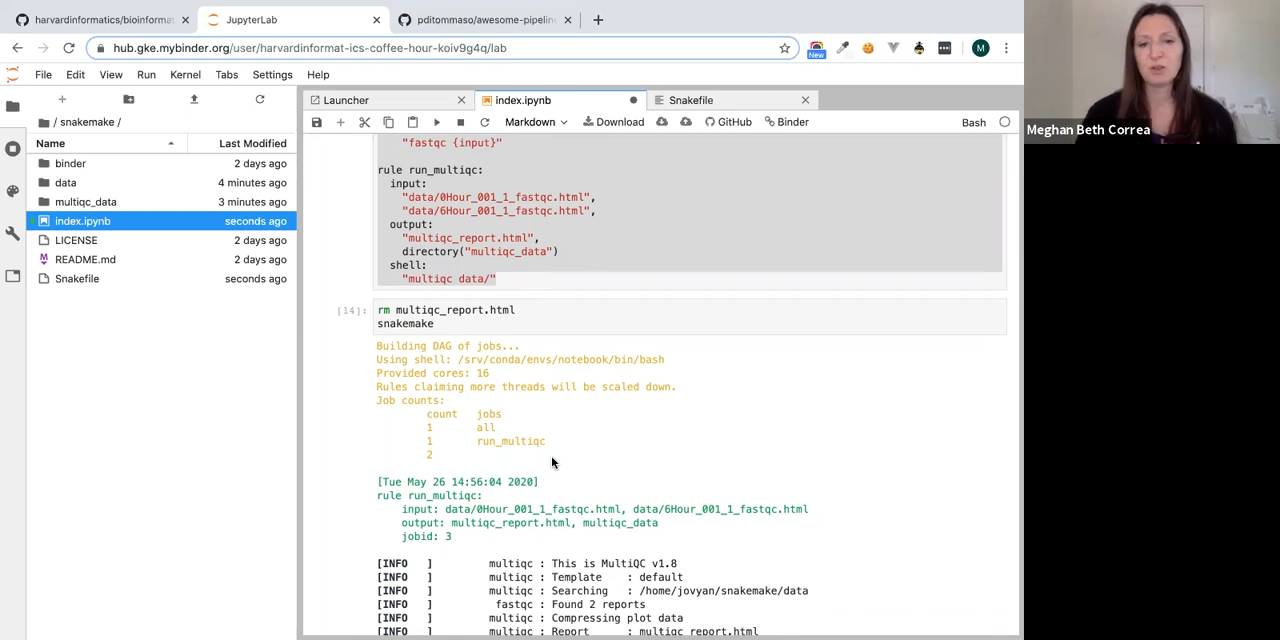 harvardinformatics/bioinforma
JupyterLab
pditommaso/awesome-pipelin
hub.gke.mybinder.org/user/harvardinformat-ics-coffee-hour-koiv9g4q/lab
New
M
File Edit View Run Kernel Tabs Settings Help
Launcher
index.ipynb
Snakefile
/ snakemake /
Markdown
Download
GitHub
Binder
Bash
Name Last Modified
binder 2 days ago
data 4 minutes ago
multiqc_data 3 minutes ago
index.ipynb seconds ago
LICENSE 2 days ago
README.md 2 days ago
Snakefile seconds ago
"fastqc {input}"
rule run_multiqc:
input:
"data/0Hour_001_1_fastqc.html",
"data/6Hour_001_1_fastqc.html",
output:
"multiqc_report.html",
directory("multiqc_data")
shell:
"multiqc data/"
[14]: rm multiqc_report.html
snakemake
Building DAG of jobs...
Using shell: /srv/conda/envs/notebook/bin/bash
Provided cores: 16
Rules claiming more threads will be scaled down.
Job counts:
count jobs
1 all
1 run_multiqc
2
[Tue May 26 14:56:04 2020]
rule run_multiqc:
input: data/0Hour_001_1_fastqc.html, data/6Hour_001_1_fastqc.html
output: multiqc_report.html, multiqc_data
jobid: 3
[INFO ] multiqc : This is MultiQC v1.8
[INFO ] multiqc : Template : default
[INFO ] multiqc : Searching : /home/jovyan/snakemake/data
[INFO ] fastqc : Found 2 reports
[INFO ] multiqc : Compressing plot data
[INFO ] multiqc : Report : multiqc_report.html
Meghan Beth Correa